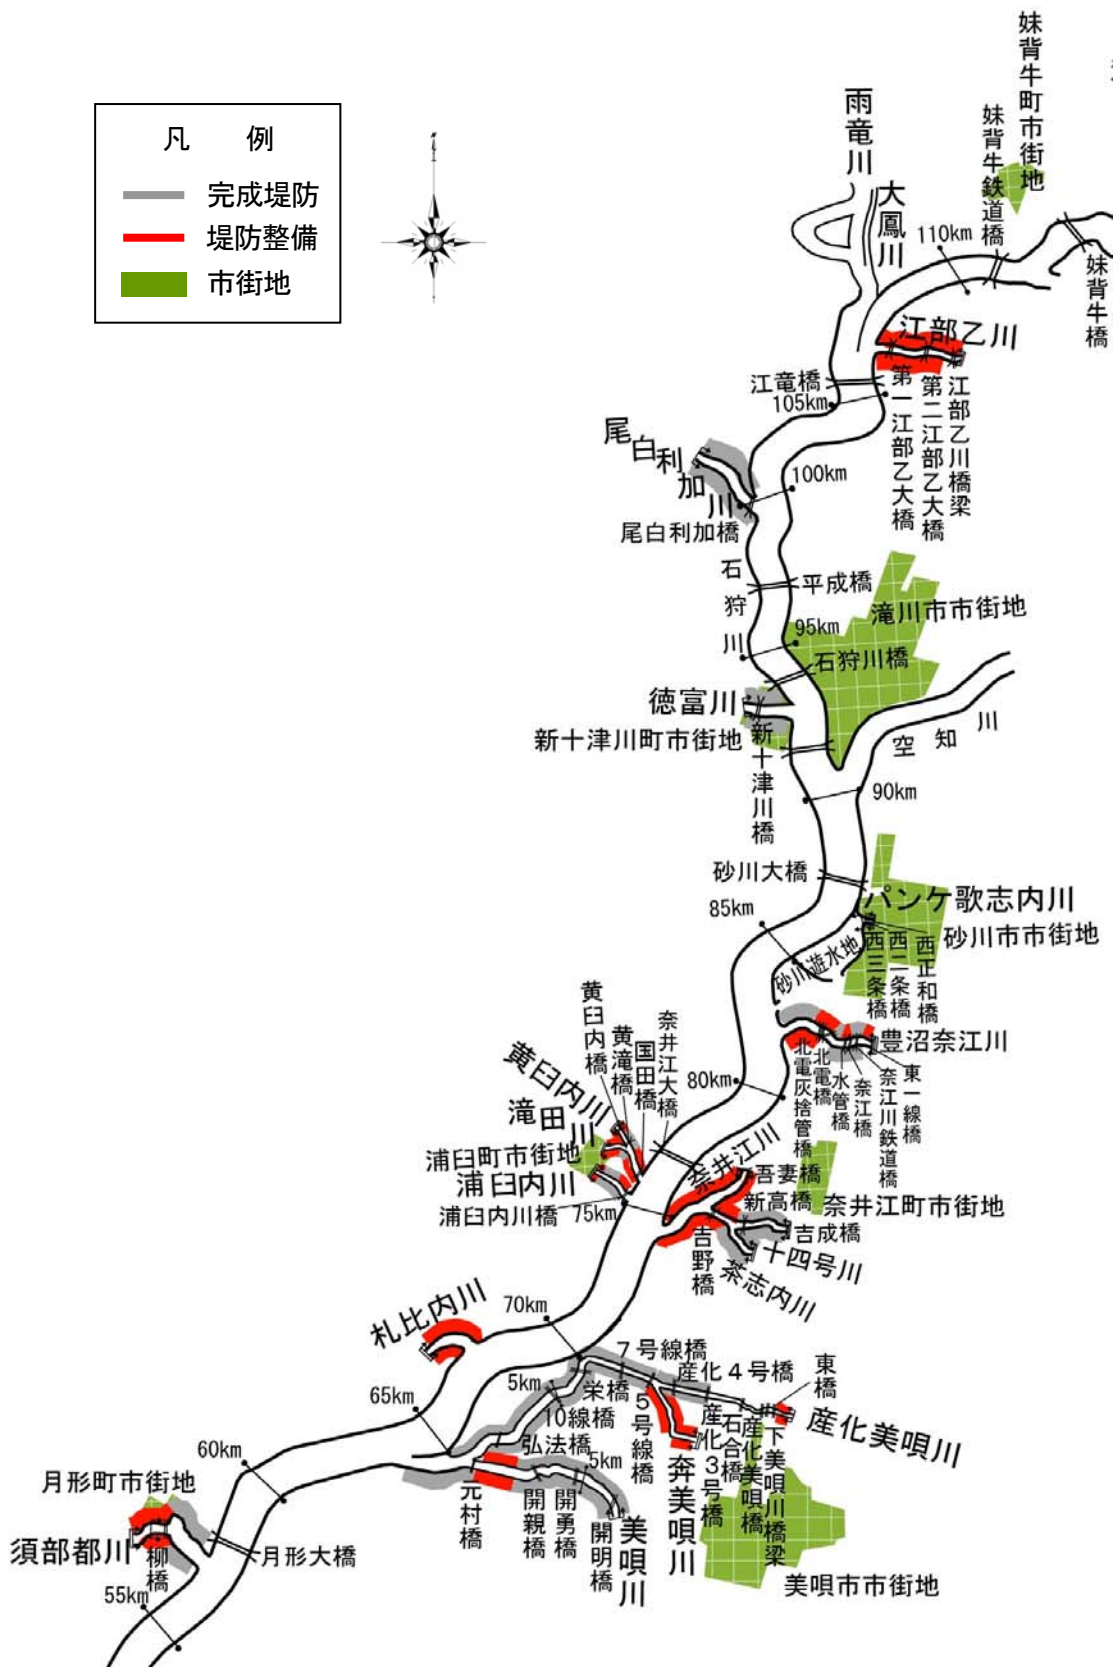 凡 例
完成堤防
堤防整備
市街地
妹背牛町市街地
妹背牛鉄道橋
妹背牛橋
雨竜川
大鳳川
110km
江部乙川
江竜橋
105km
第一江部乙大橋
第二江部乙大橋
江部乙川橋梁
尾白利加川
100km
尾白利加橋
石狩川
平成橋
滝川市市街地
95km
石狩川橋
徳富川
新十津川町市街地
新十津川橋
空知川
90km
砂川大橋
パンケ歌志内川
85km
砂川市市街地
砂川遊水地
西三条橋
西二条橋
西正和橋
黄臼内橋
黄滝橋
国田橋
奈井江大橋
豊沼奈江川
北電灰捨管橋
北電橋
水管橋
奈江橋
奈江川鉄道橋
東一線橋
80km
黄臼内川
滝田川
浦臼町市街地
浦臼内川
浦臼内川橋
75km
奈井江川
吾妻橋
新高橋
奈井江町市街地
吉成橋
吉野橋
十四号川
茶志内川
札比内川
70km
7号線橋
産化4号橋
東橋
65km
5km
栄橋
10線橋
5号線橋
産化3号橋
石合橋
産化美唄橋
下美唄川橋梁
産化美唄川
弘法橋
5km
60km
月形町市街地
元村橋
開親橋
開勇橋
開明橋
美唄川
奔美唄川
須部都川
柳橋
月形大橋
美唄市市街地
55km